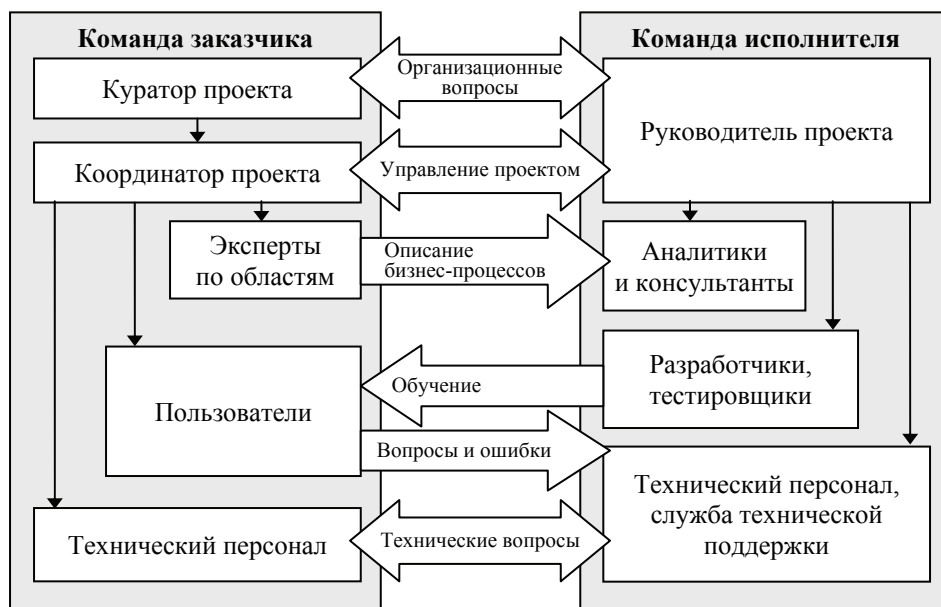 Команда заказчика
Команда исполнителя
Куратор проекта
Организационные
вопросы
Руководитель проекта
Координатор проекта
Управление проектом
Эксперты
по областям
Описание
бизнес-процессов
Аналитики
и консультанты
Пользователи
Обучение
Разработчики,
тестировщики
Вопросы и ошибки
Технический персонал,
служба технической
поддержки
Технический персонал
Технические вопросы